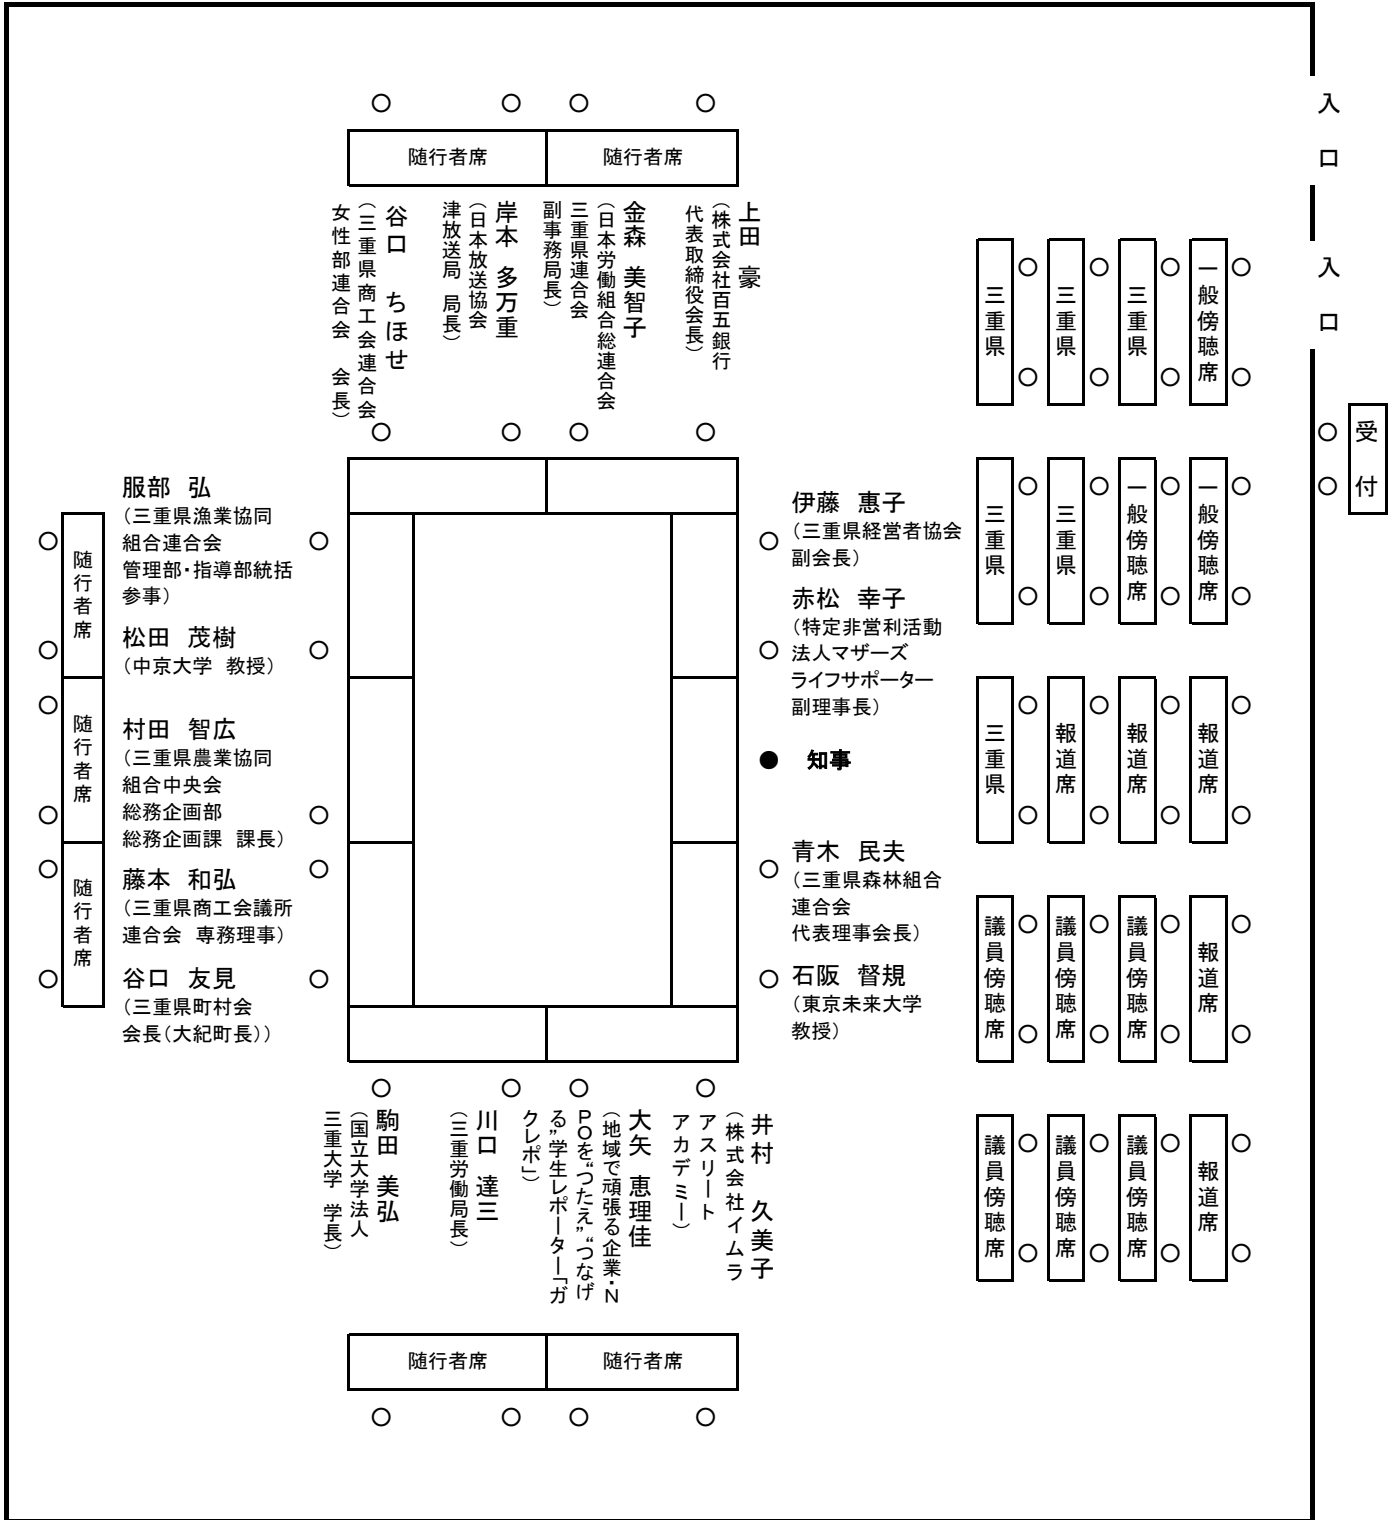 入口
入口
受付
随行者席
随行者席
谷口 ちほせ
（三重県商工会連合会
女性部連合会 会長）
岸本 多万重
（日本放送協会
津放送局 局長）
金森 美智子
（日本労働組合総連合会
三重県連合会
副事務局長）
上田 豪
（株式会社百五銀行
代表取締役会長）
服部 弘
（三重県漁業協同
組合連合会
管理部・指導部統括
参事）
松田 茂樹
（中京大学 教授）
村田 智広
（三重県農業協同
組合中央会
総務企画部
総務企画課 課長）
藤本 和弘
（三重県商工会議所
連合会 専務理事）
谷口 友見
（三重県町村会
会長（大紀町長））
随行者席
随行者席
随行者席
伊藤 惠子
（三重県経営者協会
副会長）
赤松 幸子
（特定非営利活動
法人マザーズ
ライフサポーター
副理事長）
● 知事
青木 民夫
（三重県森林組合
連合会
代表理事会長）
石阪 督規
（東京未来大学
教授）
駒田 美弘
（国立大学法人
三重大学 学長）
川口 達三
（三重労働局長）
大矢 恵理佳
（地域で頑張る企業・N
POを“つたえ”“つなげ
る”学生レポーター「ガ
クレポ」）
井村 久美子
（株式会社イムラ
アスリート
アカデミー）
随行者席
随行者席
三重県
三重県
三重県
一般傍聴席
三重県
三重県
一般傍聴席
一般傍聴席
三重県
報道席
報道席
報道席
議員傍聴席
議員傍聴席
議員傍聴席
報道席
議員傍聴席
議員傍聴席
議員傍聴席
報道席